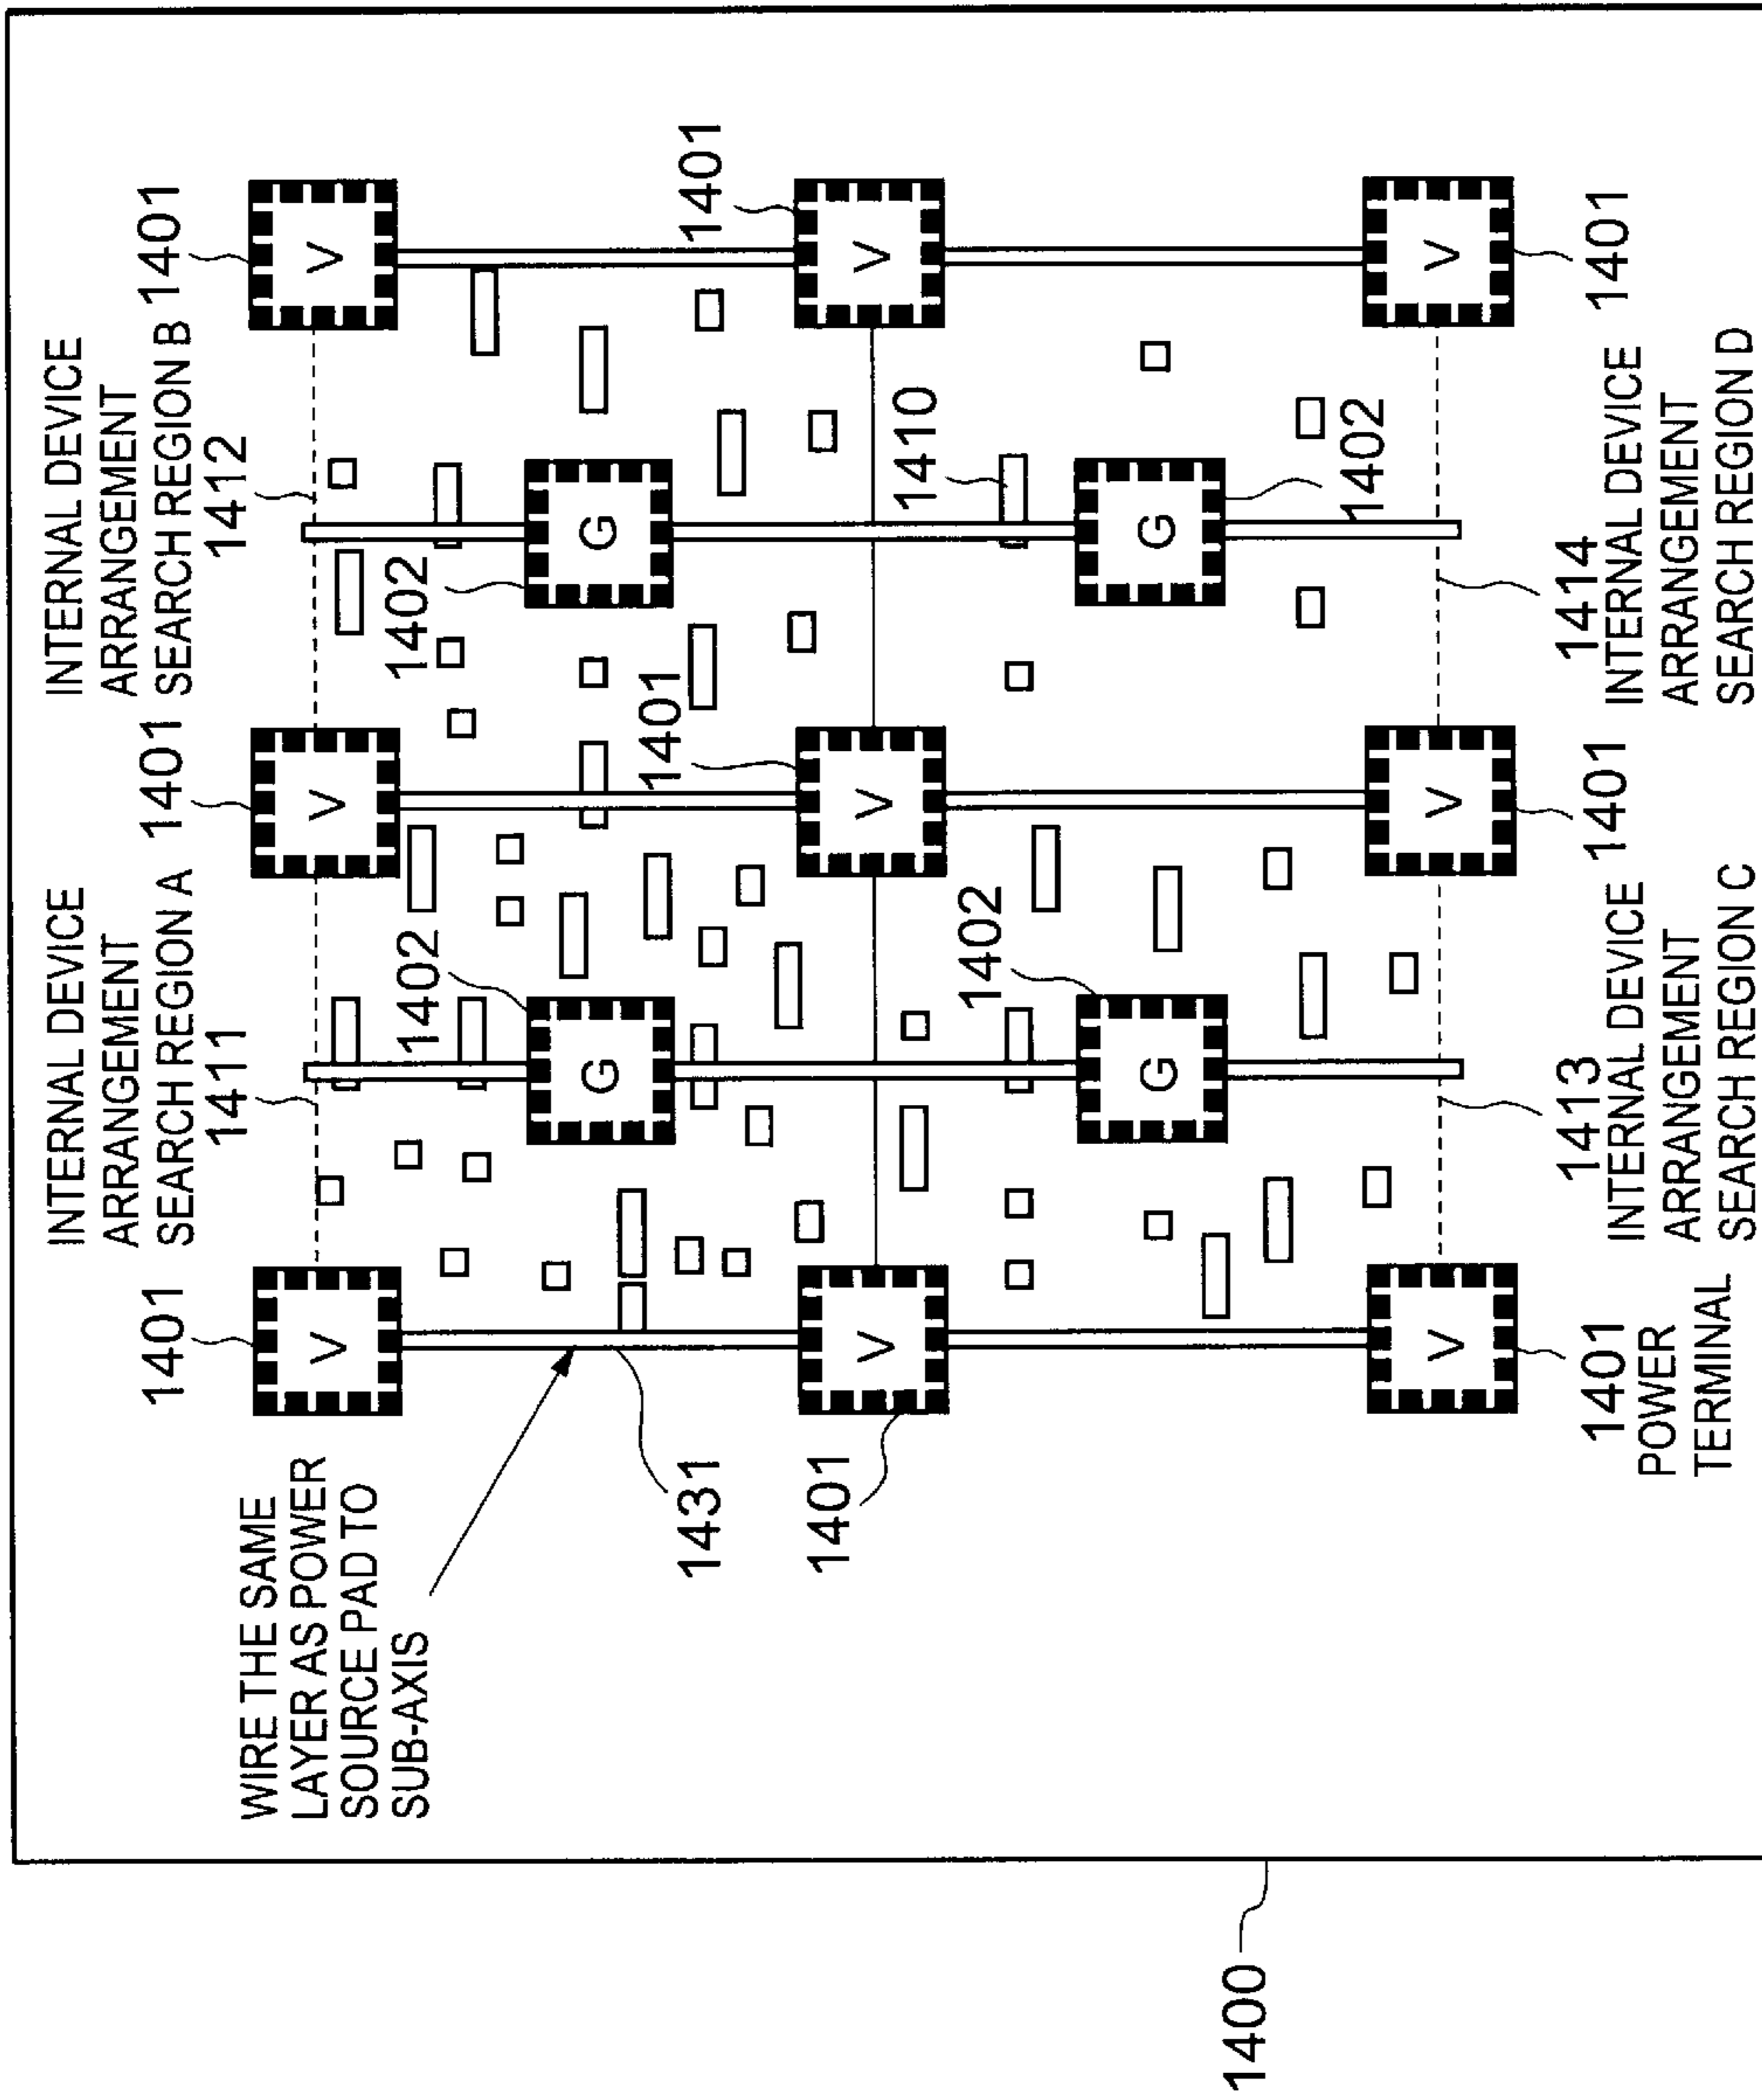 INTERNAL DEVICE
ARRANGEMENT
SEARCH REGION A
1411
INTERNAL DEVICE
ARRANGEMENT
SEARCH REGION B
1412
1401
1401
1401
WIRE THE SAME
LAYER AS POWER
SOURCE PAD TO
SUB-AXIS
V
V
V
1402
1402
G
G
1431
1401
1401
1401
V
V
V
1402
1410
G
G
1400
1402
V
V
V
1401
POWER
TERMINAL
1413
INTERNAL DEVICE
ARRANGEMENT
SEARCH REGION C
1401
1414
INTERNAL DEVICE
ARRANGEMENT
SEARCH REGION D
1401